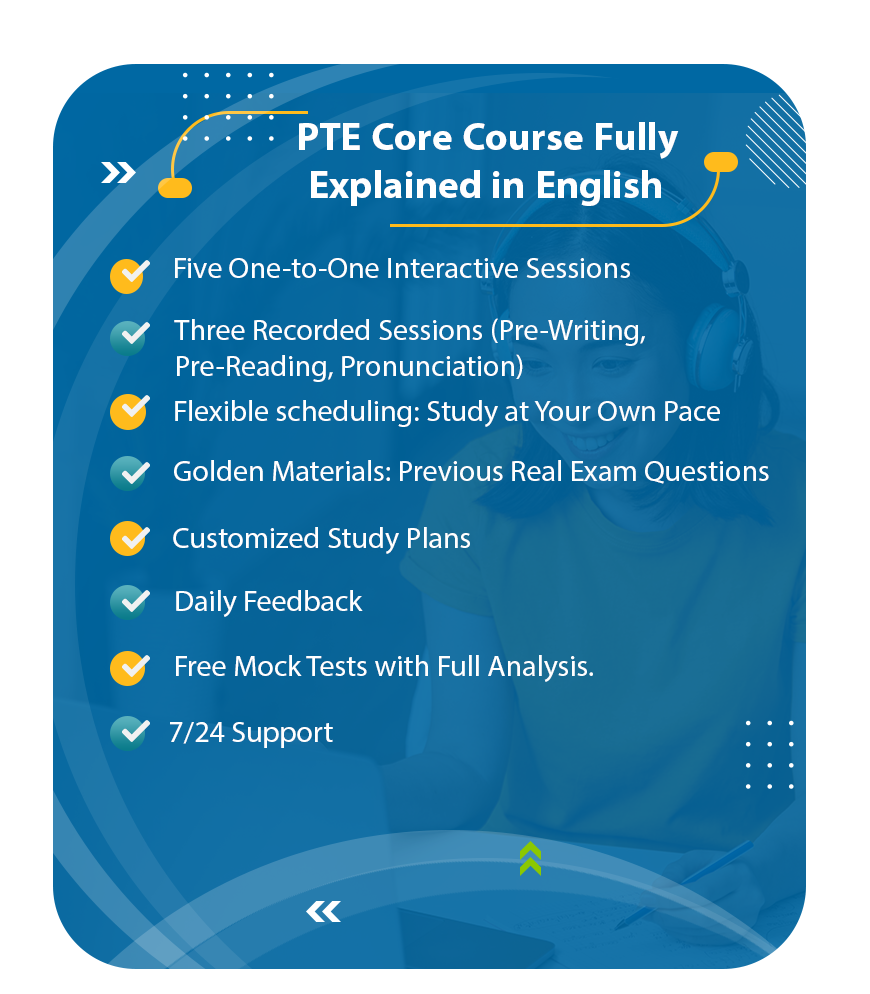 PTE Core Course Fully
Explained in English
Five One-to-One Interactive Sessions
Three Recorded Sessions (Pre-Writing,
Pre-Reading, Pronunciation)
Flexible scheduling: Study at Your Own Pace
Golden Materials: Previous Real Exam Questions
Customized Study Plans
Daily Feedback
Free Mock Tests with Full Analysis.
7/24 Support